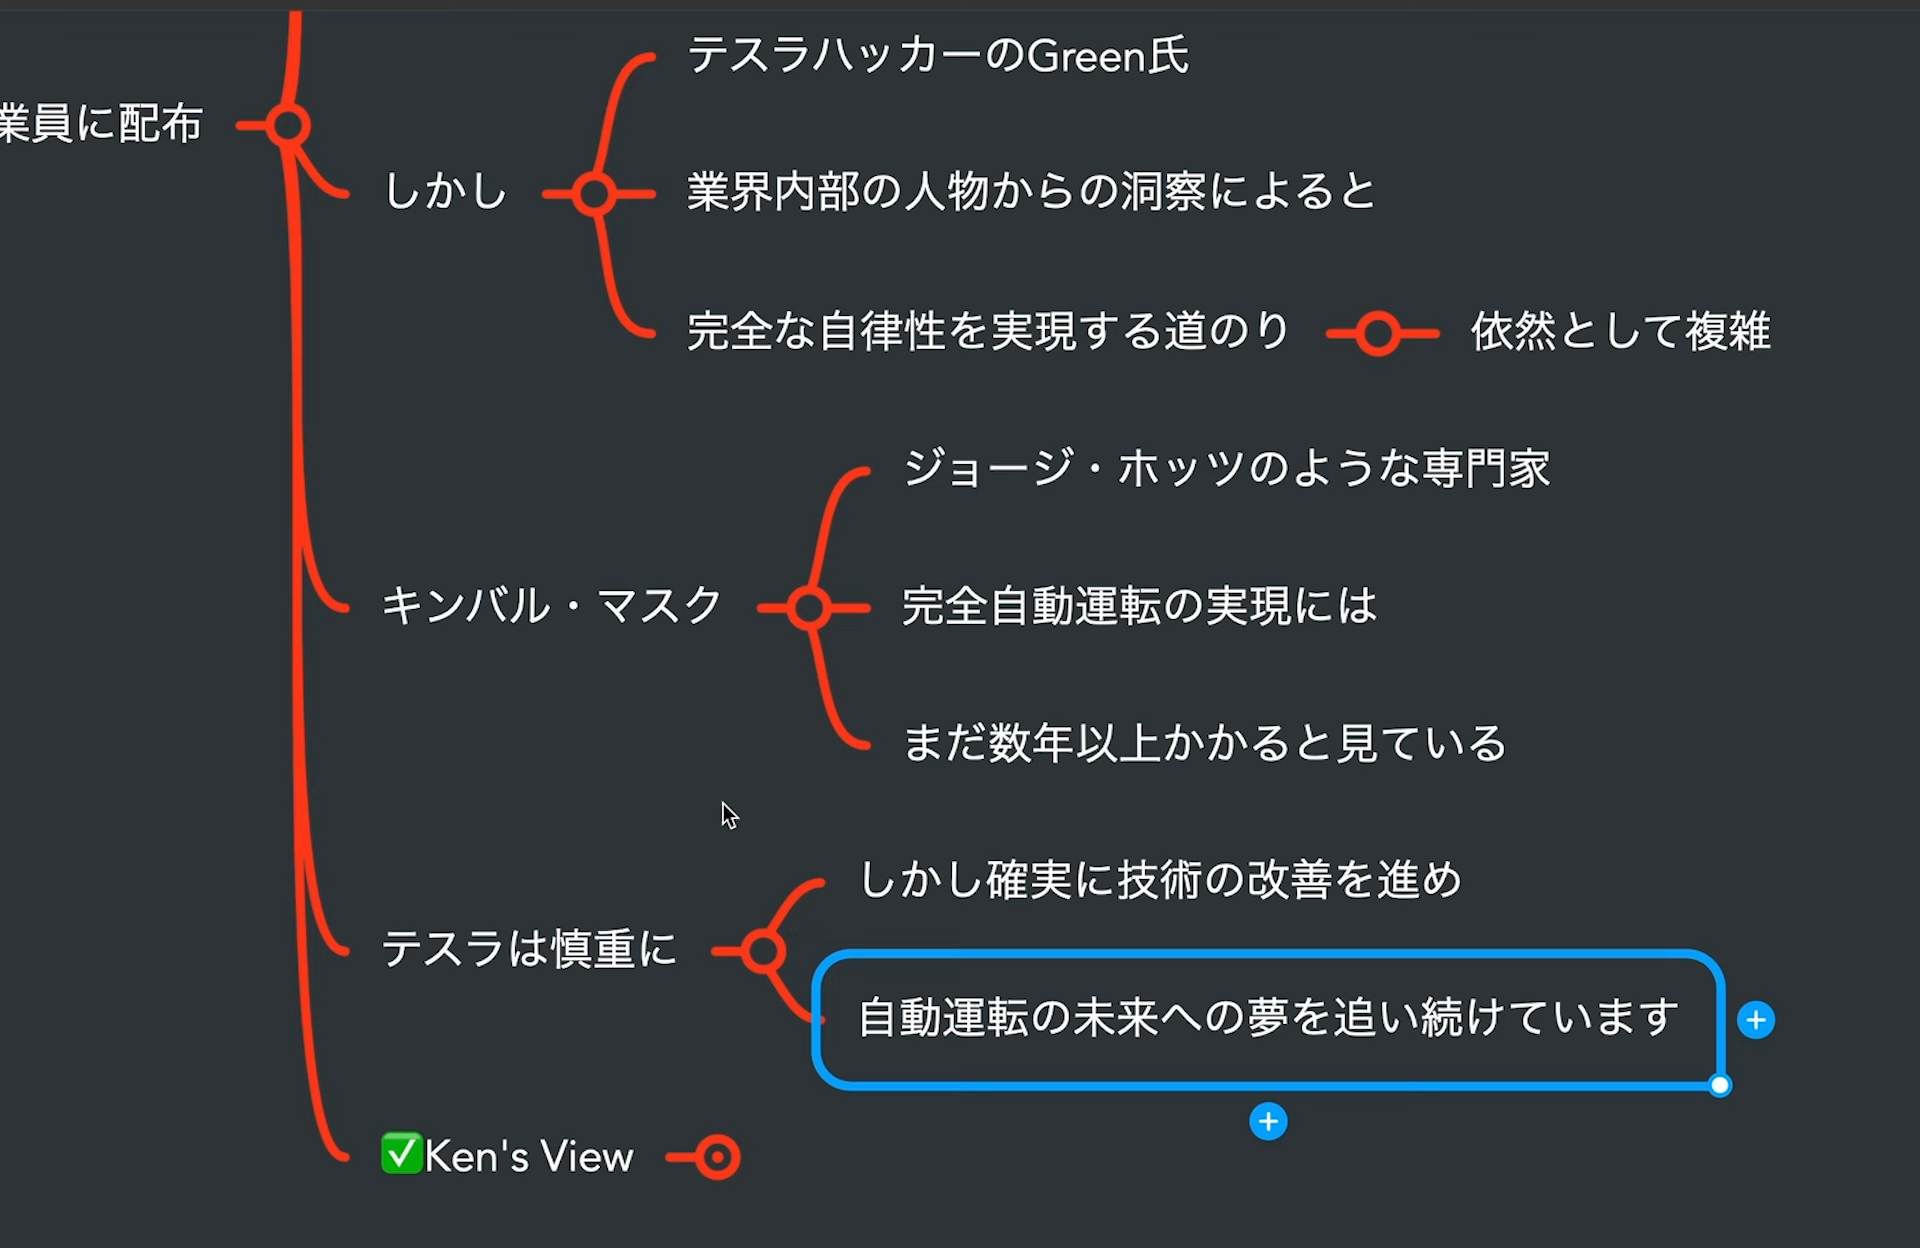 テスラハッカーのGreen氏
業員に配布
しかし
業界内部の人物からの洞察によると
完全な自律性を実現する道のり
依然として複雑
ジョージ・ホッツのような専門家
キンバル・マスク
完全自動運転の実現には
まだ数年以上かかると見ている
しかし確実に技術の改善を進め
テスラは慎重に
自動運転の未来への夢を追い続けています
✅Ken's View